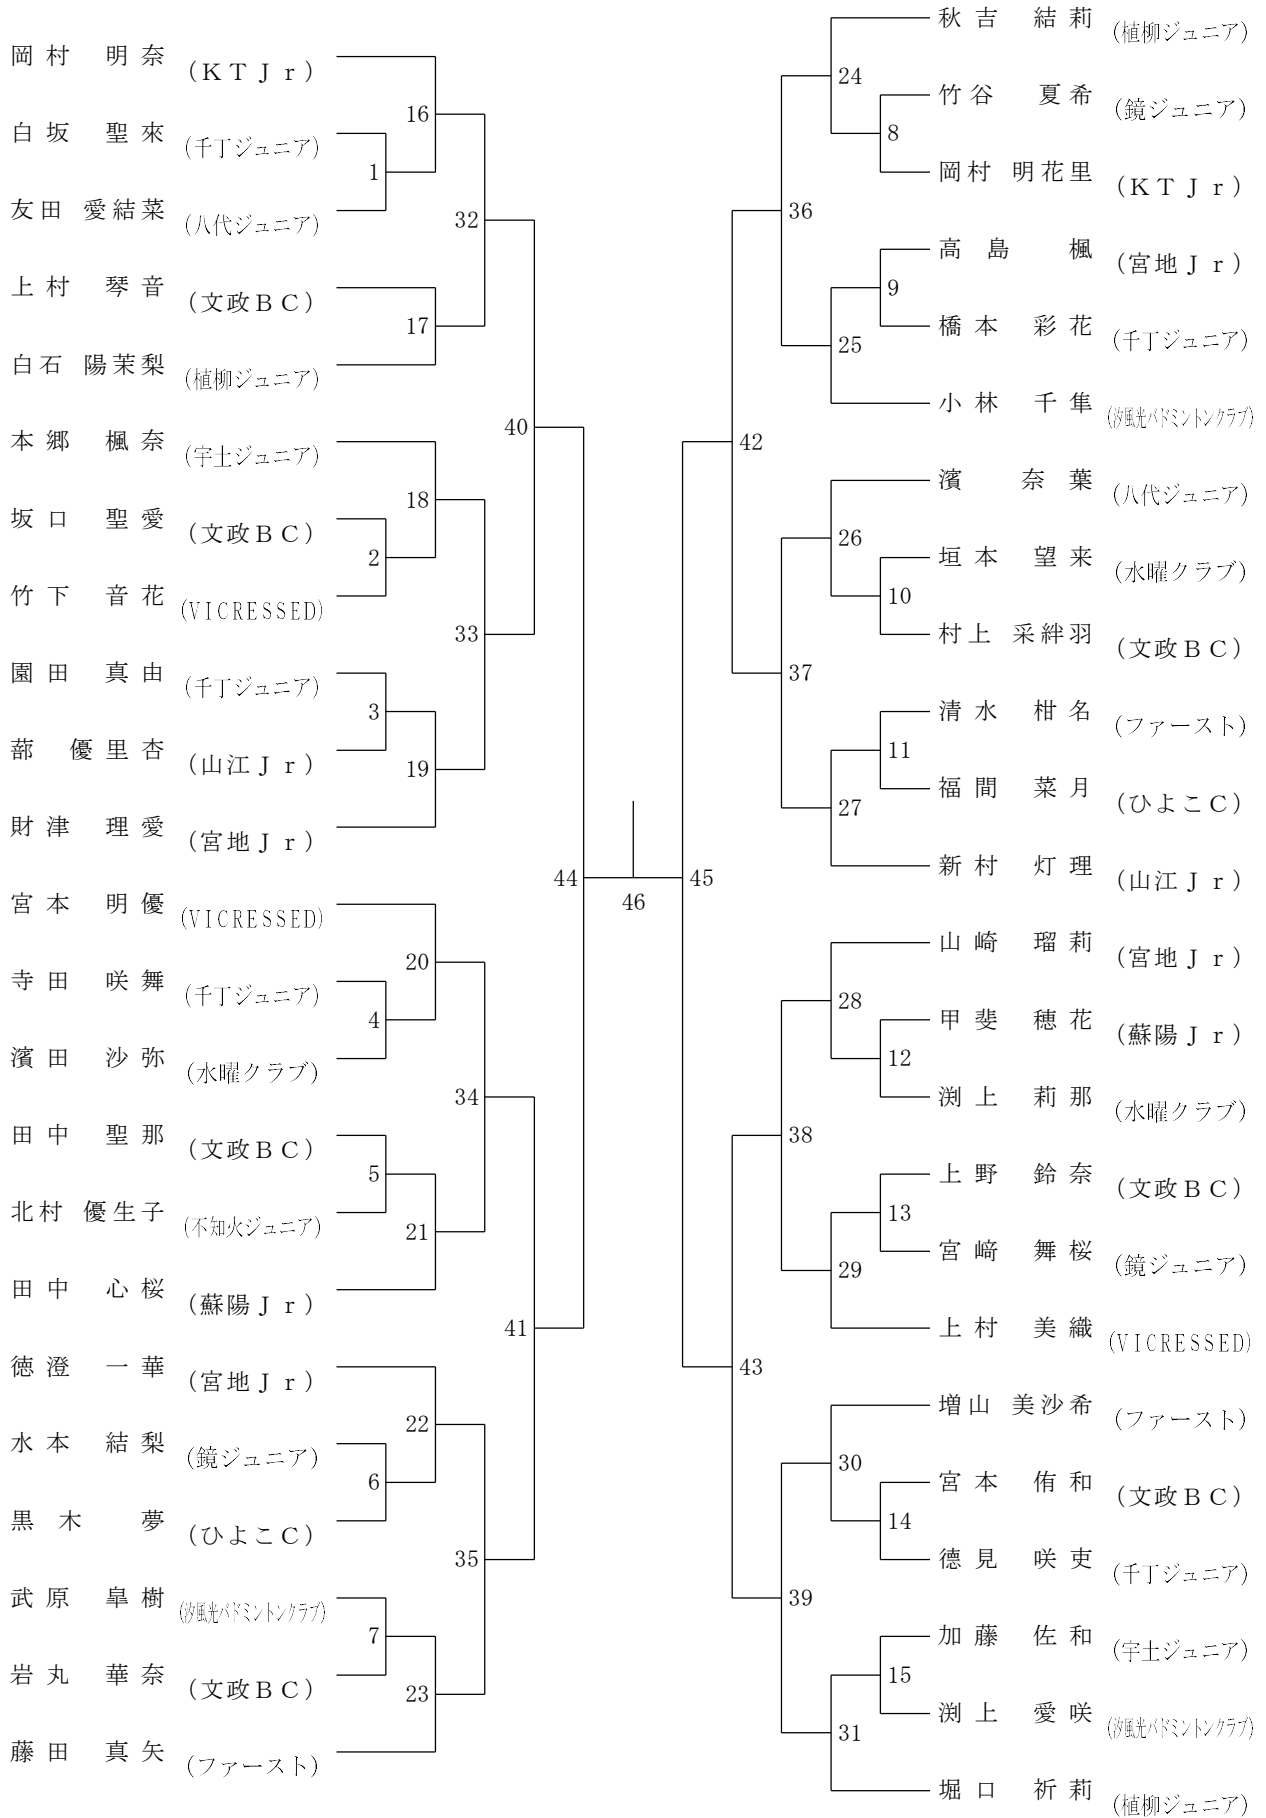 岡村 明奈 (KTJr)
16
白坂 聖來 (千丁ジュニア)
1
友田 愛結菜 (八代ジュニア)
32
上村 琴音 (文政BC)
17
白石 陽茉梨 (植柳ジュニア)
40
本郷 楓奈 (宇土ジュニア)
18
坂口 聖愛 (文政BC)
2
竹下 音花 (VICRESSED)
33
園田 真由 (千丁ジュニア)
3
蔀 優里杏 (山江Jr)
19
財津 理愛 (宮地Jr)
44
宮本 明優 (VICRESSED)
20
寺田 咲舞 (千丁ジュニア)
4
濱田 沙弥 (水曜クラブ)
34
田中 聖那 (文政BC)
5
北村 優生子 (不知火ジュニア)
21
田中 心桜 (蘇陽Jr)
41
徳澄 一華 (宮地Jr)
22
水本 結梨 (鏡ジュニア)
6
黒木 夢 (ひよこC)
35
武原 皐樹 (汐風光バドミントンクラブ)
7
岩丸 華奈 (文政BC)
23
藤田 真矢 (ファースト)
46
秋吉 結莉 (植柳ジュニア)
24
竹谷 夏希 (鏡ジュニア)
8
岡村 明花里 (KTJr)
36
高島 楓 (宮地Jr)
9
橋本 彩花 (千丁ジュニア)
25
小林 千隼 (汐風光バドミントンクラブ)
42
濱 奈葉 (八代ジュニア)
26
垣本 望来 (水曜クラブ)
10
村上 采絆羽 (文政BC)
37
清水 柑名 (ファースト)
11
福間 菜月 (ひよこC)
27
新村 灯理 (山江Jr)
45
山崎 瑠莉 (宮地Jr)
28
甲斐 穂花 (蘇陽Jr)
12
渕上 莉那 (水曜クラブ)
38
上野 鈴奈 (文政BC)
13
宮﨑 舞桜 (鏡ジュニア)
29
上村 美織 (VICRESSED)
43
増山 美沙希 (ファースト)
30
宮本 侑和 (文政BC)
14
德見 咲吏 (千丁ジュニア)
39
加藤 佐和 (宇土ジュニア)
15
渕上 愛咲 (汐風光バドミントンクラブ)
31
堀口 祈莉 (植柳ジュニア)